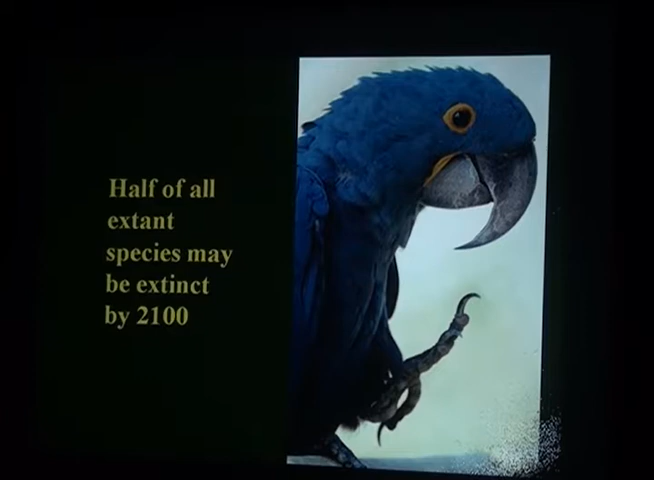 Half of all
extant
species may
be extinct
by 2100